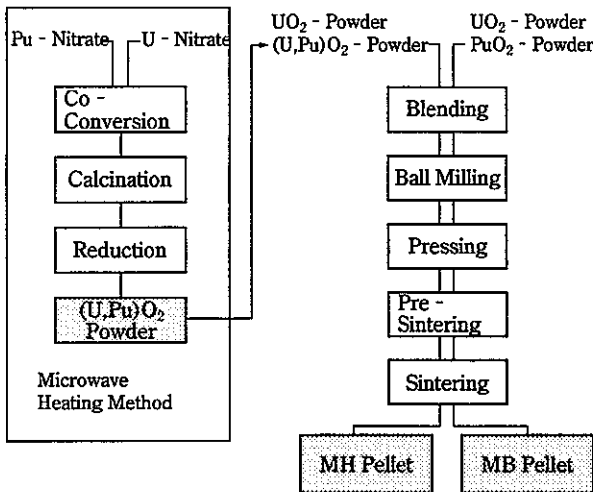 Pu - Nitrate U - Nitrate
Co -
Conversion
Calcination
Reduction
(U,Pu)O₂
Powder
Microwave
Heating Method
UO₂ - Powder
(U,Pu)O₂ - Powder
UO₂ - Powder
PuO₂ - Powder
Blending
Ball Milling
Pressing
Pre -
Sintering
Sintering
MH Pellet
MB Pellet